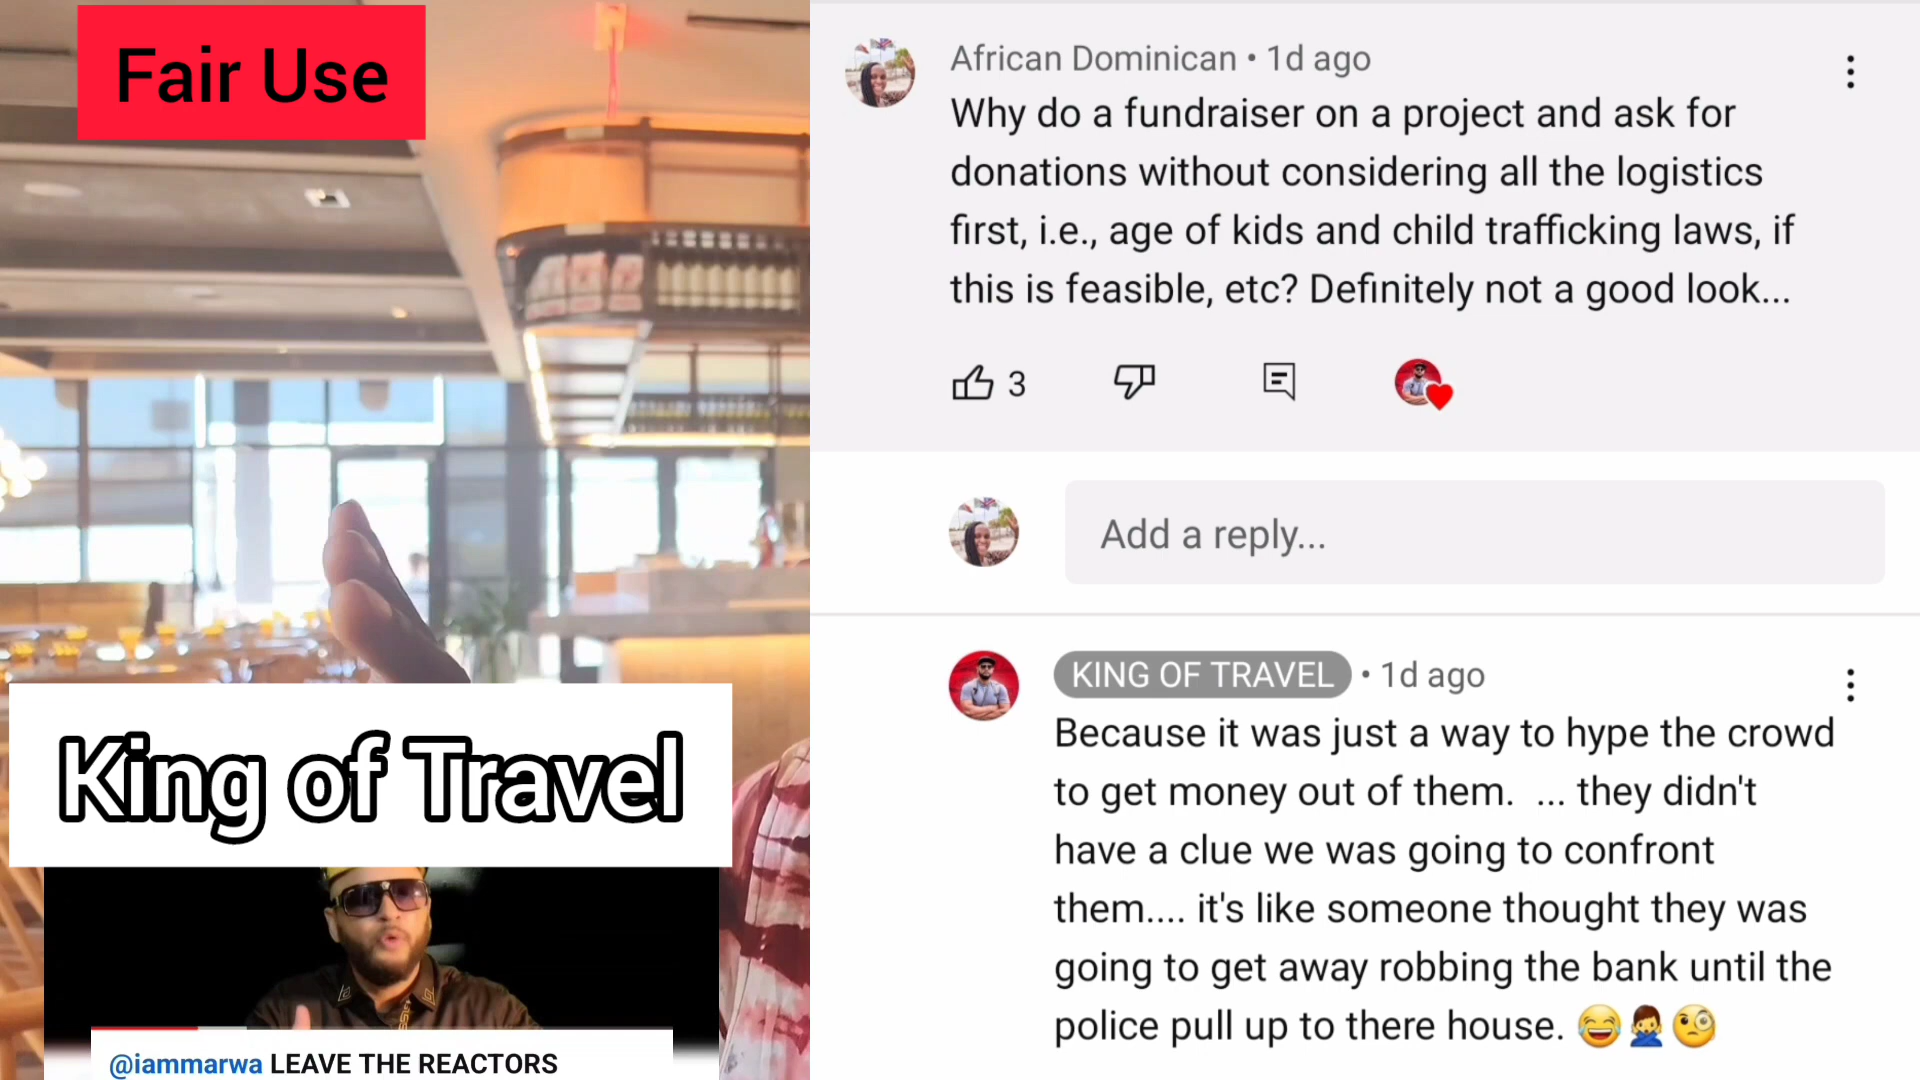 Fair Use
King of Travel
@iammarwa LEAVE THE REACTORS
African Dominican • 1d ago
Why do a fundraiser on a project and ask for
donations without considering all the logistics
first, i.e., age of kids and child trafficking laws, if
this is feasible, etc? Definitely not a good look...
3
Add a reply...
KING OF TRAVEL • 1d ago
Because it was just a way to hype the crowd
to get money out of them.  ... they didn't
have a clue we was going to confront
them.... it's like someone thought they was
going to get away robbing the bank until the
police pull up to there house. 😂🙅‍♂️🧐